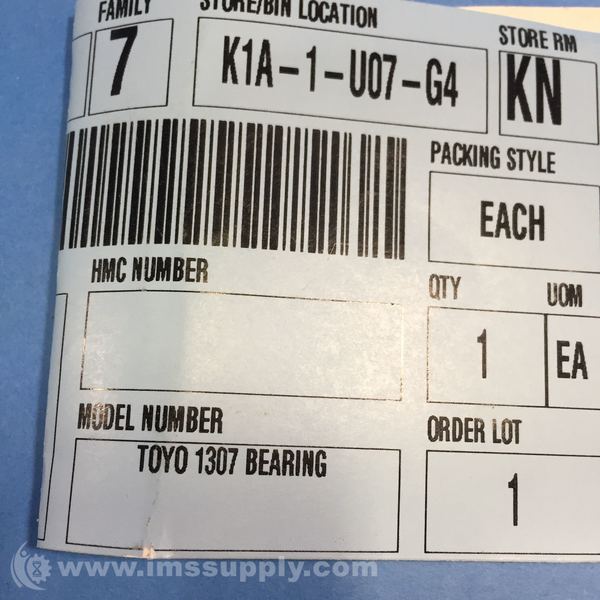 FAMILY
7
STORE/BIN LOCATION
K1A-1-U07-G4
STORE RM
KN
PACKING STYLE
EACH
HMC NUMBER
QTY
1
UOM
EA
MODEL NUMBER
TOYO 1307 BEARING
ORDER LOT
1
www.imssupply.com